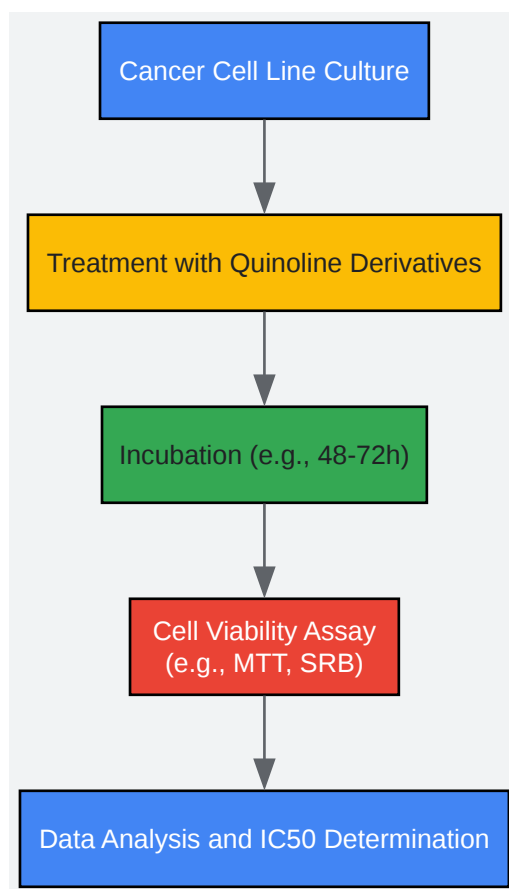 Cancer Cell Line Culture
Treatment with Quinoline Derivatives
Incubation (e.g., 48-72h)
Cell Viability Assay
(e.g., MTT, SRB)
Data Analysis and IC50 Determination